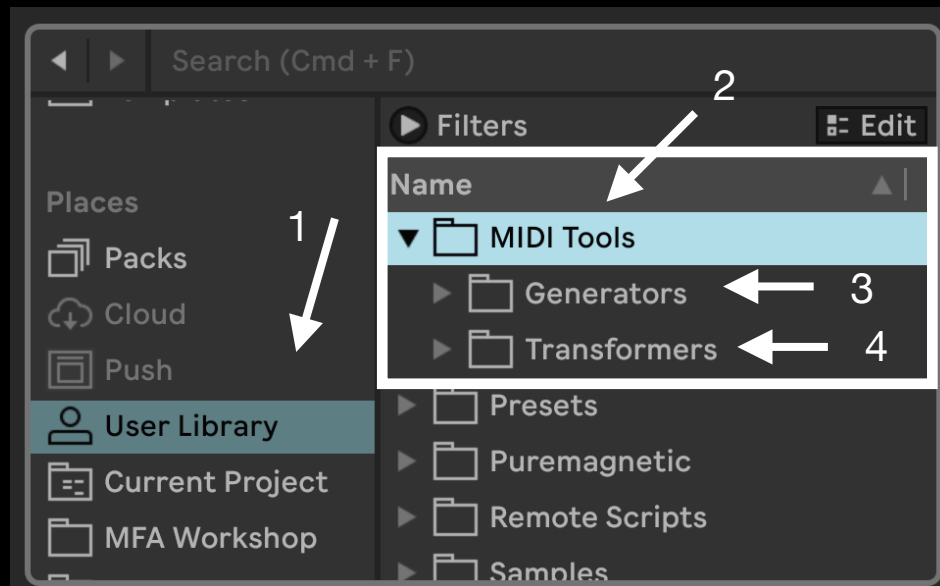 Search (Cmd + F)
2
Filters
Edit
Name
Places
1
MIDI Tools
Packs
Generators
3
Cloud
Transformers
4
Push
Presets
User Library
Puremagnetic
Current Project
Remote Scripts
MFA Workshop
Samples